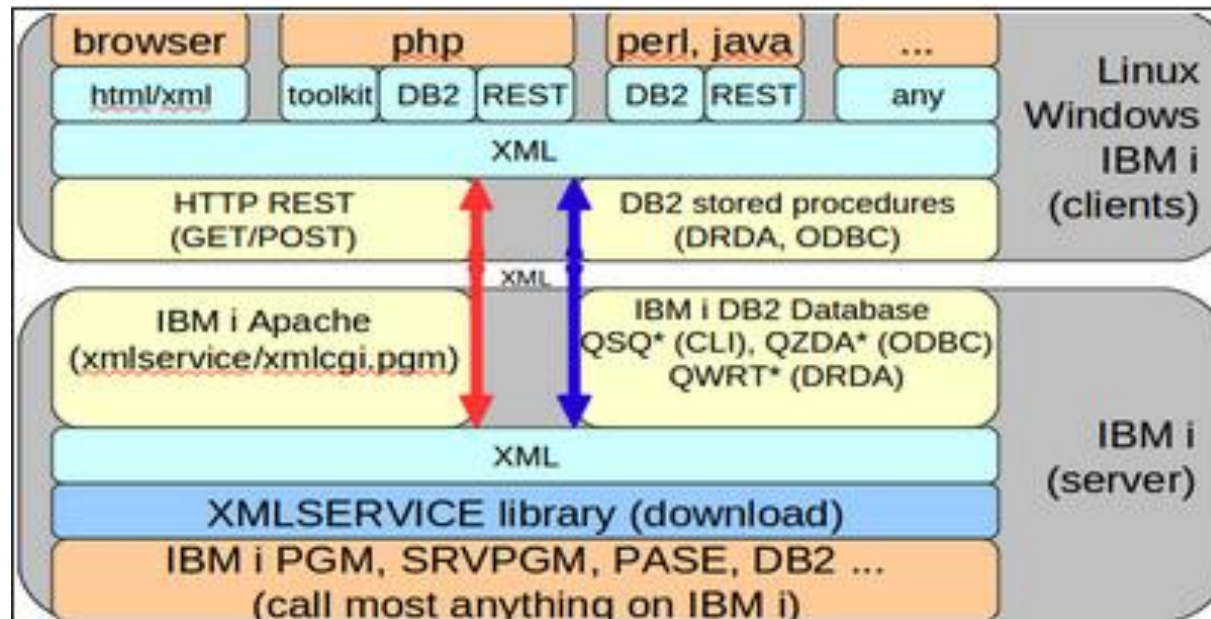 browser
php
perl, java
...
html/xml
toolkit
DB2
REST
DB2
REST
any
XML
Linux
Windows
IBM i
(clients)
HTTP REST
(GET/POST)
DB2 stored procedures
(DRDA, ODBC)
XML
IBM i Apache
(xmlservice/xmlcgi.pgm)
IBM i DB2 Database
QSQ* (CLI), QZDA* (ODBC)
QWRT* (DRDA)
XML
IBM i
(server)
XMLSERVICE library (download)
IBM i PGM, SRVPGM, PASE, DB2 ...
(call most anything on IBM i)